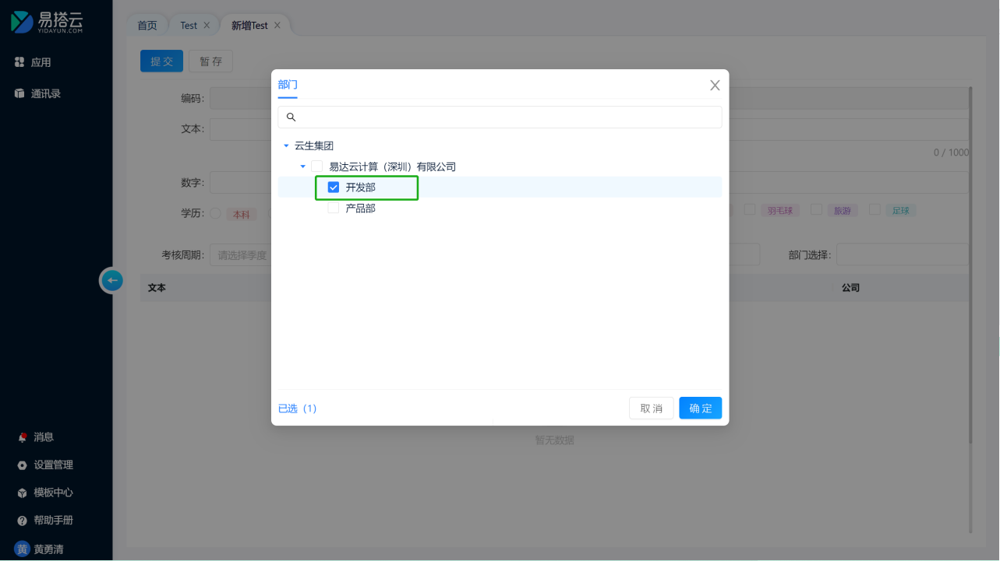 易搭云
YIDAYUN.COM
应用
通讯录
消息
设置管理
模板中心
帮助手册
黄 黄勇清
首页 Test 新增Test
提交 暂存
编码:
文本:
0 / 1000
数字:
学历: 本科
羽毛球 旅游 足球
考核周期: 请选择季度
部门选择:
文本 公司
暂无数据
部门
云生集团
易达云计算（深圳）有限公司
开发部
产品部
已选（1）
取消 确定